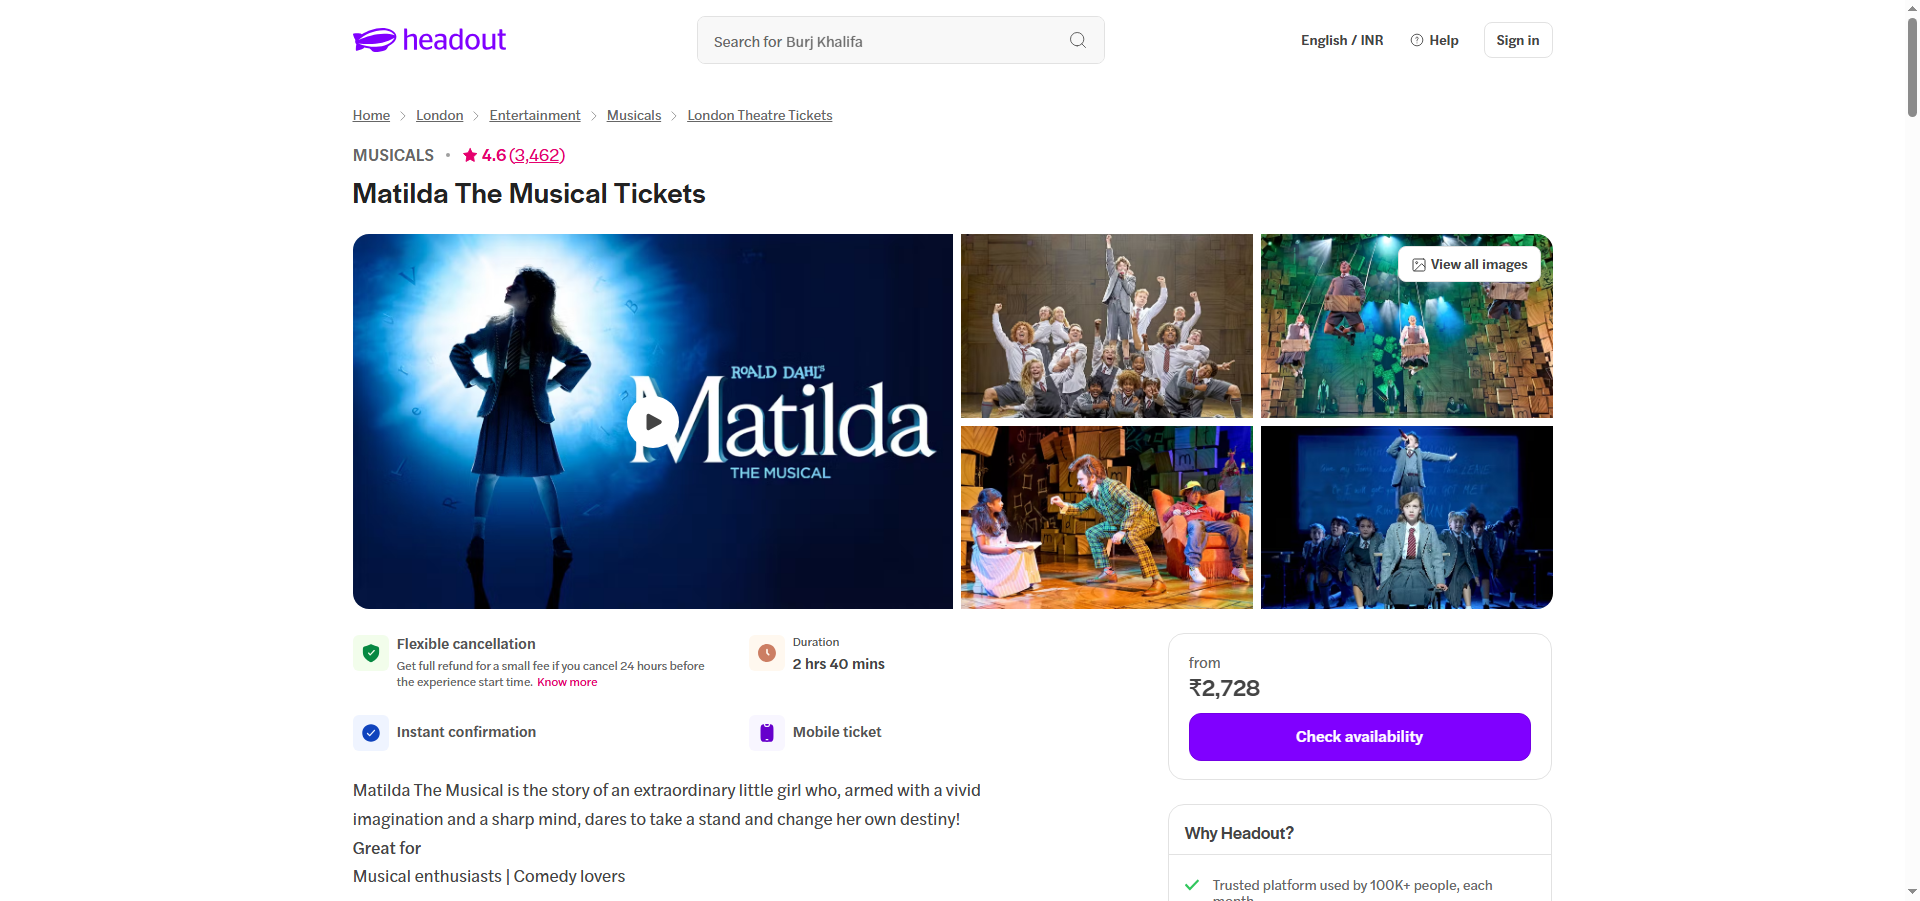 headout
Search for Burj Khalifa
English / INR
Help
Sign in
Home
London
Entertainment
Musicals
London Theatre Tickets
MUSICALS • 4.6 (3,462)
Matilda The Musical Tickets
View all images
ROALD DAHL'S
Matilda
THE MUSICAL
Flexible cancellation
Get full refund for a small fee if you cancel 24 hours before
the experience start time. Know more
Duration
2 hrs 40 mins
Instant confirmation
Mobile ticket
from
₹2,728
Check availability
Matilda The Musical is the story of an extraordinary little girl who, armed with a vivid
imagination and a sharp mind, dares to take a stand and change her own destiny!
Great for
Musical enthusiasts | Comedy lovers
Why Headout?
Trusted platform used by 100K+ people, each
month